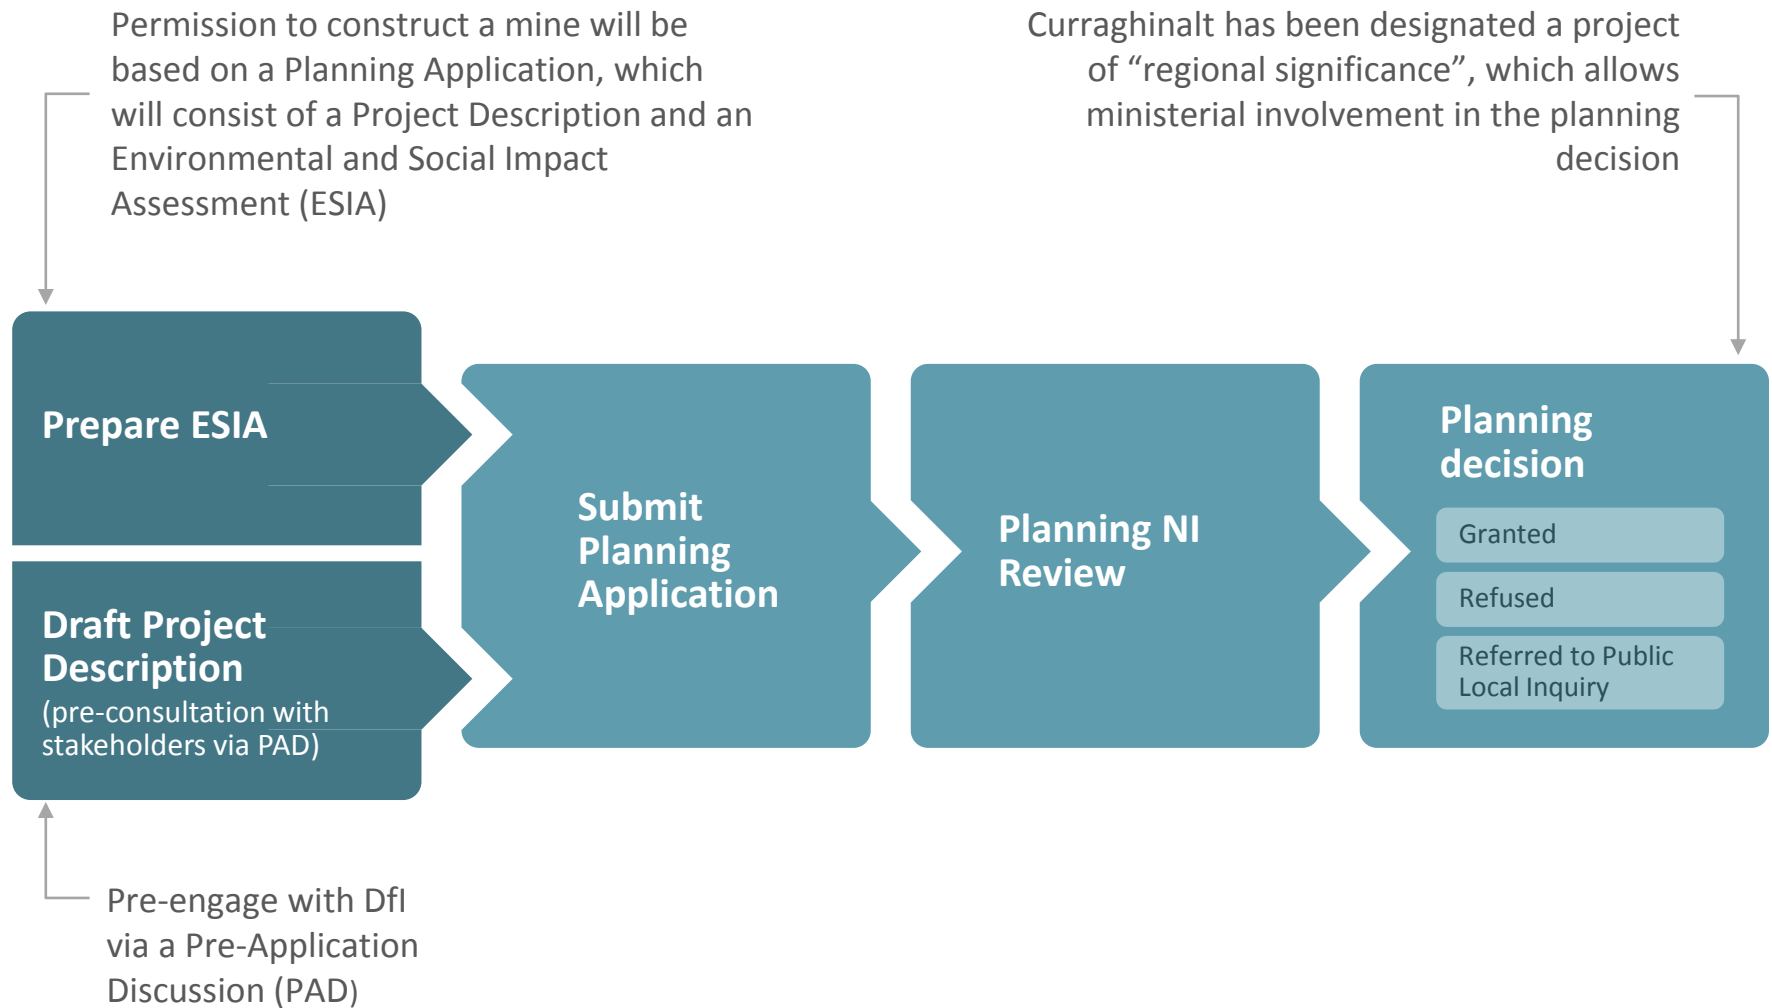 Permission to construct a mine will be
based on a Planning Application, which
will consist of a Project Description and an
Environmental and Social Impact
Assessment (ESIA)
Curraghinalt has been designated a project
of “regional significance”, which allows
ministerial involvement in the planning
decision
Prepare ESIA
Draft Project
Description
(pre-consultation with
stakeholders via PAD)
Submit
Planning
Application
Planning NI
Review
Planning
decision
Granted
Refused
Referred to Public
Local Inquiry
Pre-engage with DfI
via a Pre-Application
Discussion (PAD)